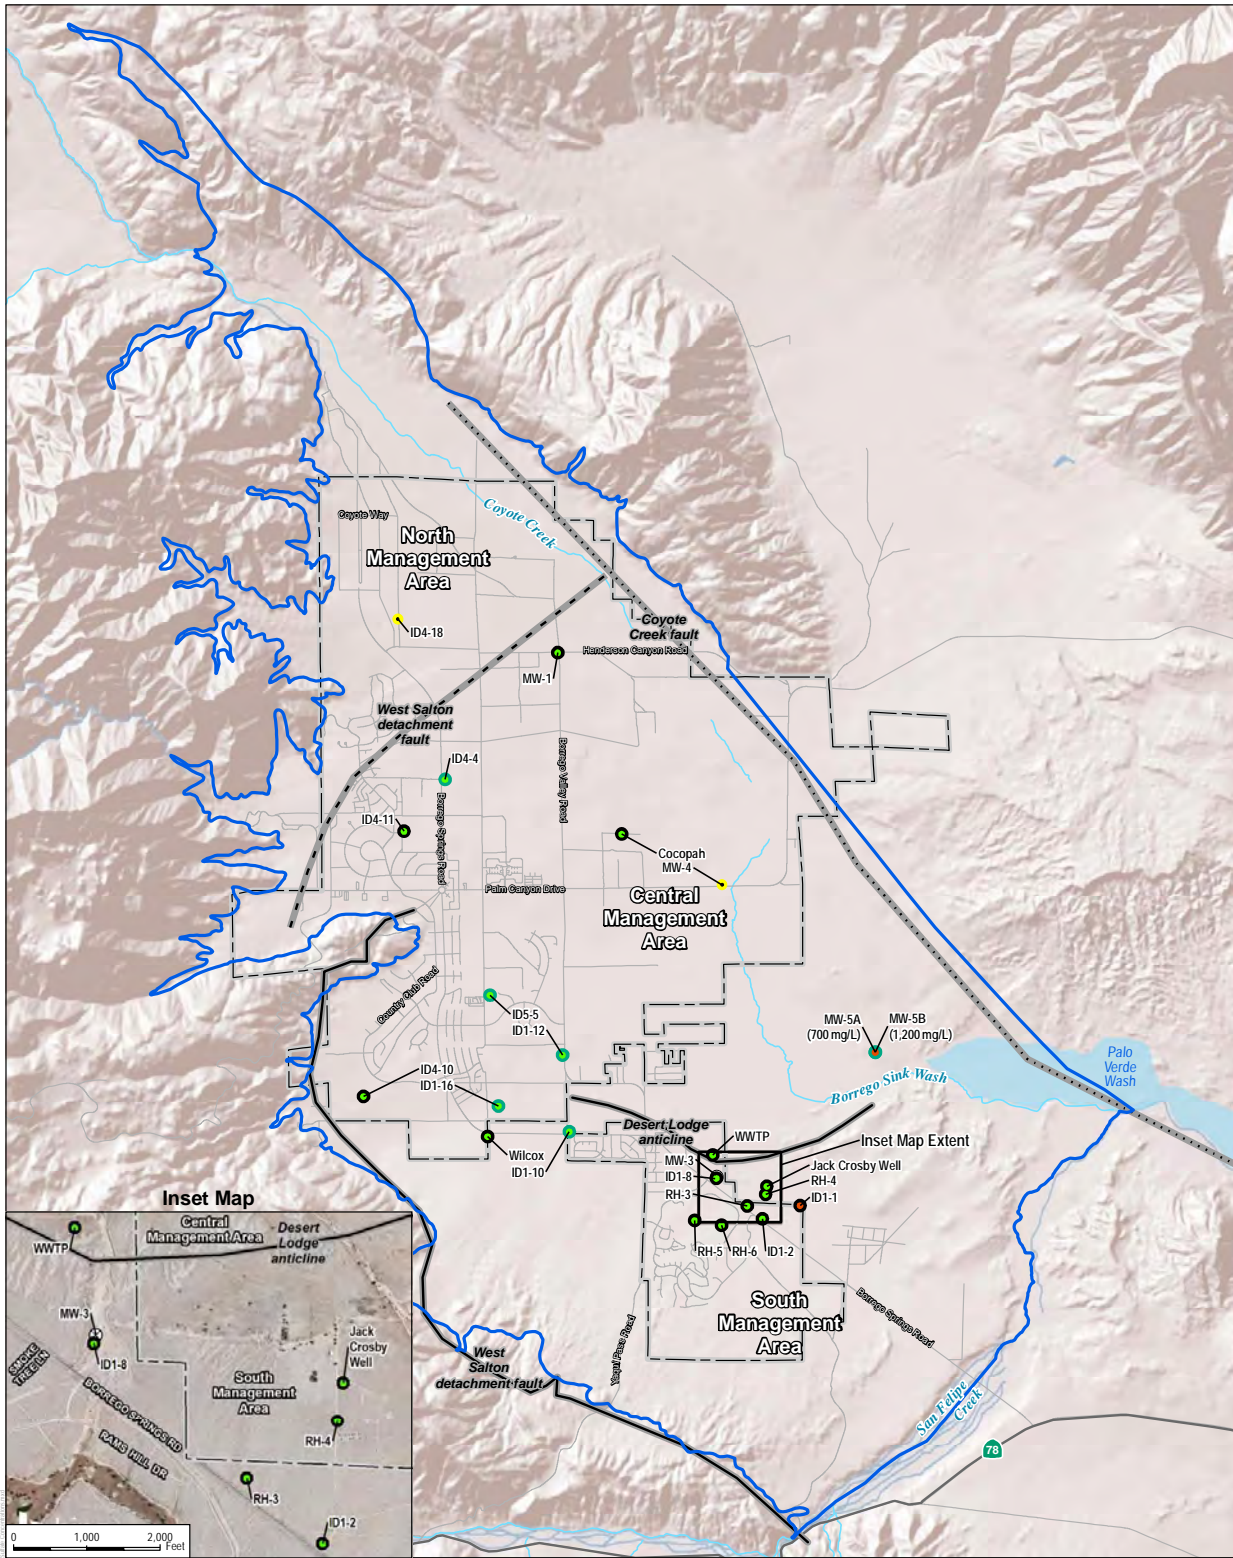 Coyote Way
North
Management
Area
Coyote Creek
ID4-18
Coyote
Creek fault
Henderson Canyon Road
MW-1
West Salton
detachment
fault
ID4-4
Borrego Valley Road
Borrego Springs Road
ID4-11
Cocopah
MW-4
Palm Canyon Drive
Central
Management
Area
County Club Road
ID5-5
ID1-12
MW-5A
(700 mg/L)
MW-5B
(1,200 mg/L)
Palo
Verde
Wash
ID4-10
ID1-16
Borrego Sink Wash
Desert Lodge
anticline
WWTP
Inset Map Extent
Wilcox
ID1-10
MW-3
ID1-8
RH-3
Jack Crosby Well
RH-4
ID1-1
RH-5
RH-6
ID1-2
South
Management
Area
Borrego Springs Road
Yaqui Pass Road
West
Salton
detachment fault
San Felipe
Creek
78
Inset Map
Central
Management Area
Desert
Lodge
anticline
WWTP
MW-3
ID1-8
SMOKE
TREE LN
BORREGO SPRINGS RD
RAMS HILL DR
Jack
Crosby
Well
South
Management
Area
RH-4
RH-3
ID1-2
0 1,000 2,000
Feet